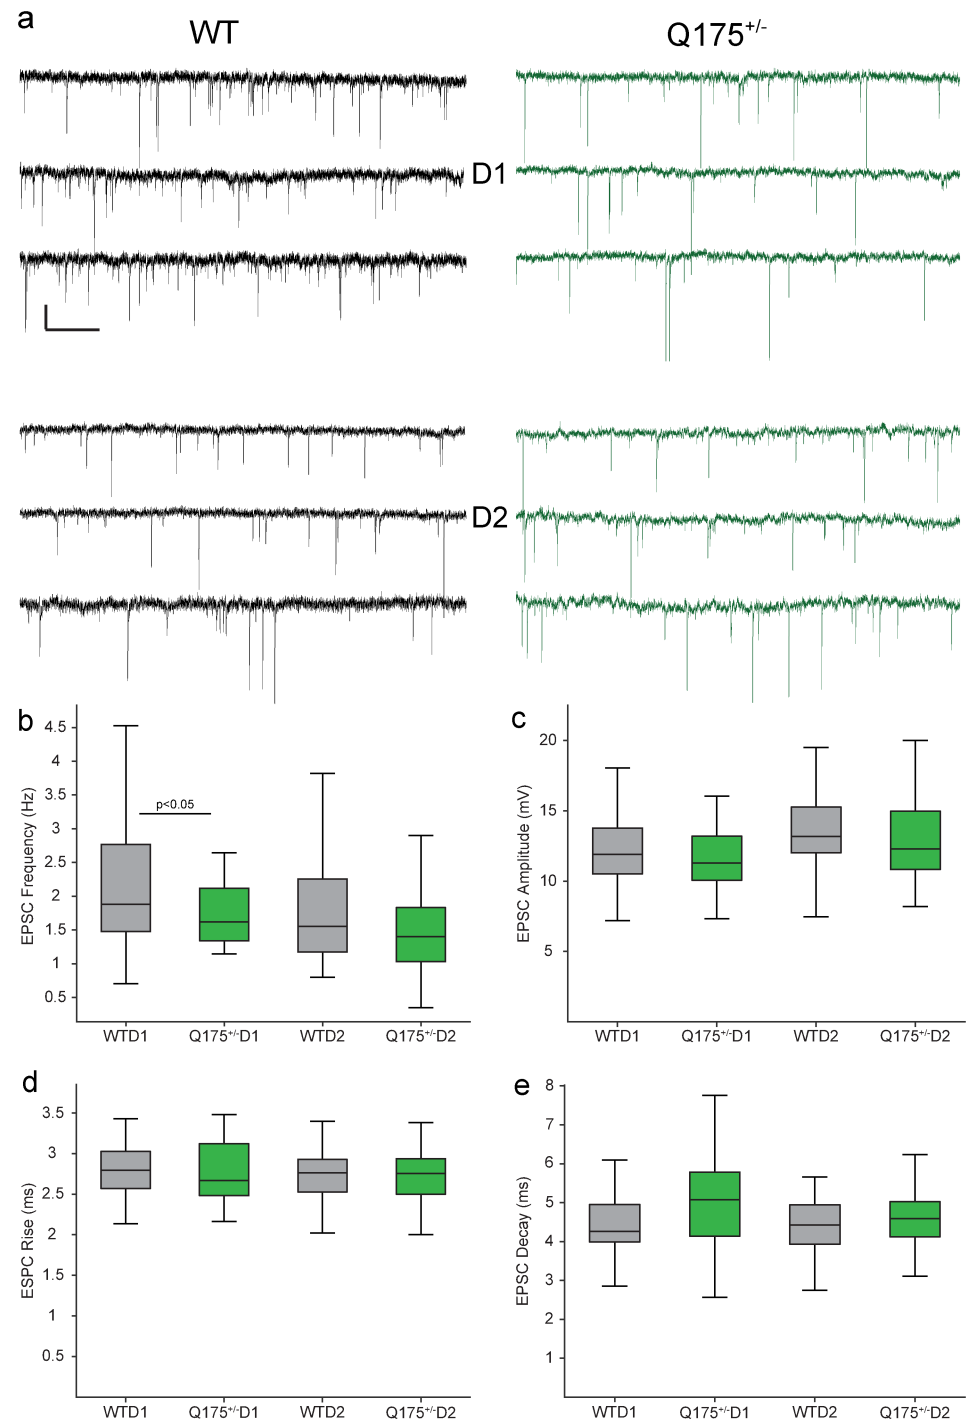 a
WT
Q175+/-
D1
D2
b
EPSC Frequency (Hz)
4.5
4
3.5
3
2.5
2
1.5
1
0.5
p<0.05
WTD1
Q175+/-D1
WTD2
Q175+/-D2
c
EPSC Amplitude (mV)
20
15
10
5
WTD1
Q175+/-D1
WTD2
Q175+/-D2
d
ESPC Rise (ms)
3.5
3
2.5
2
1.5
1
0.5
WTD1
Q175+/-D1
WTD2
Q175+/-D2
e
EPSC Decay (ms)
8
7
6
5
4
3
2
1
WTD1
Q175+/-D1
WTD2
Q175+/-D2